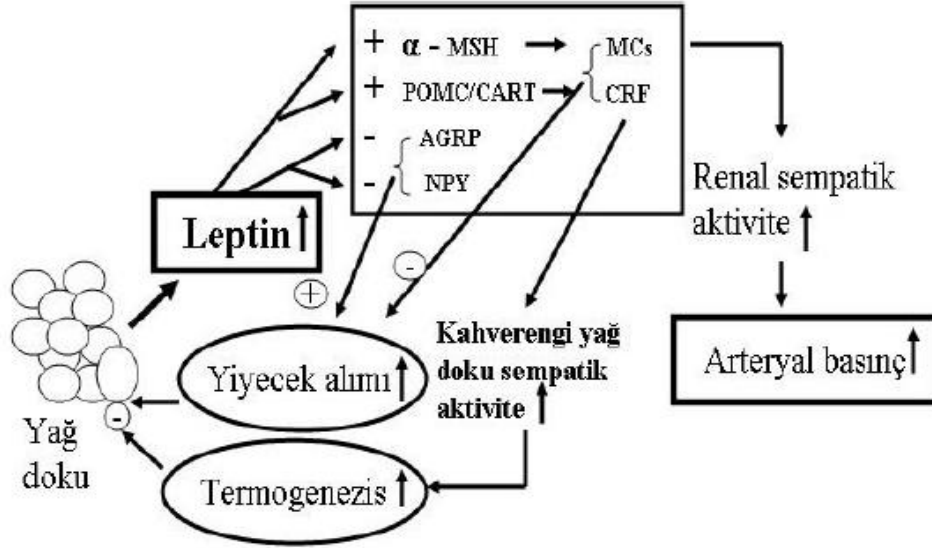 + α - MSH
MCs
+ POMC/CART
CRF
- AGRP
- NPY
Leptin
Renal sempatik
aktivite
+
-
Kahverengi yağ
doku sempatik
aktivite
Arteryal basınç
Yiyecek alımı
-
Yağ
doku
Termogenezis